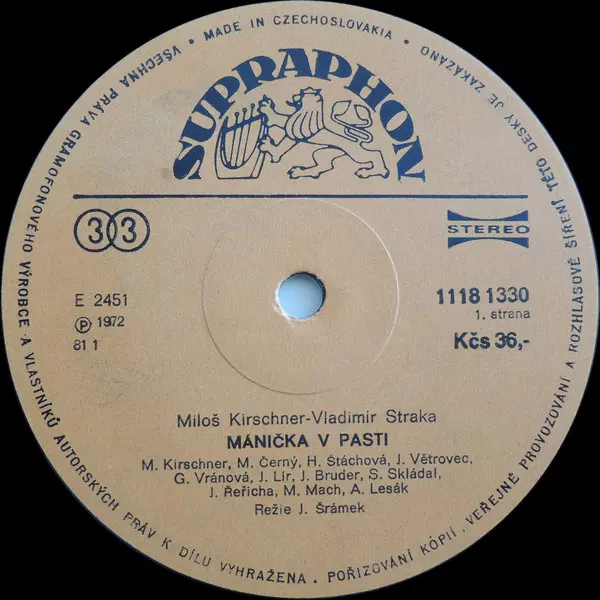 VŠECHNA PRÁVA GRAMOFONOVÉHO VÝROBCE A VLASTNÍKŮ AUTORSKÝCH PRÁV K DÍLU VYHRAŽENA · POŘIZOVÁNÍ KÓPIÍ, VEŘEJNÉ PROVOZOVÁNÍ A ROZHLASOVÉ ŠÍŘENÍ TÉTO DESKY JE ZAKÁZÁNO
· MADE IN CZECHOSLOVAKIA ·
SUPRAPHON
33
STEREO
E 2451
Ⓟ 1972
81 1
1118 1330
1. strana
Kčs 36,-
Miloš Kirschner-Vladimír Straka
MÁNIČKA V PASTI
M. Kirschner, M. Černý, H. Štáchová, J. Větrovec,
G. Vránová, J. Lír, J. Bruder, S. Skládal,
J. Řeřicha, M. Mach, A. Lesák
Režie J. Šrámek